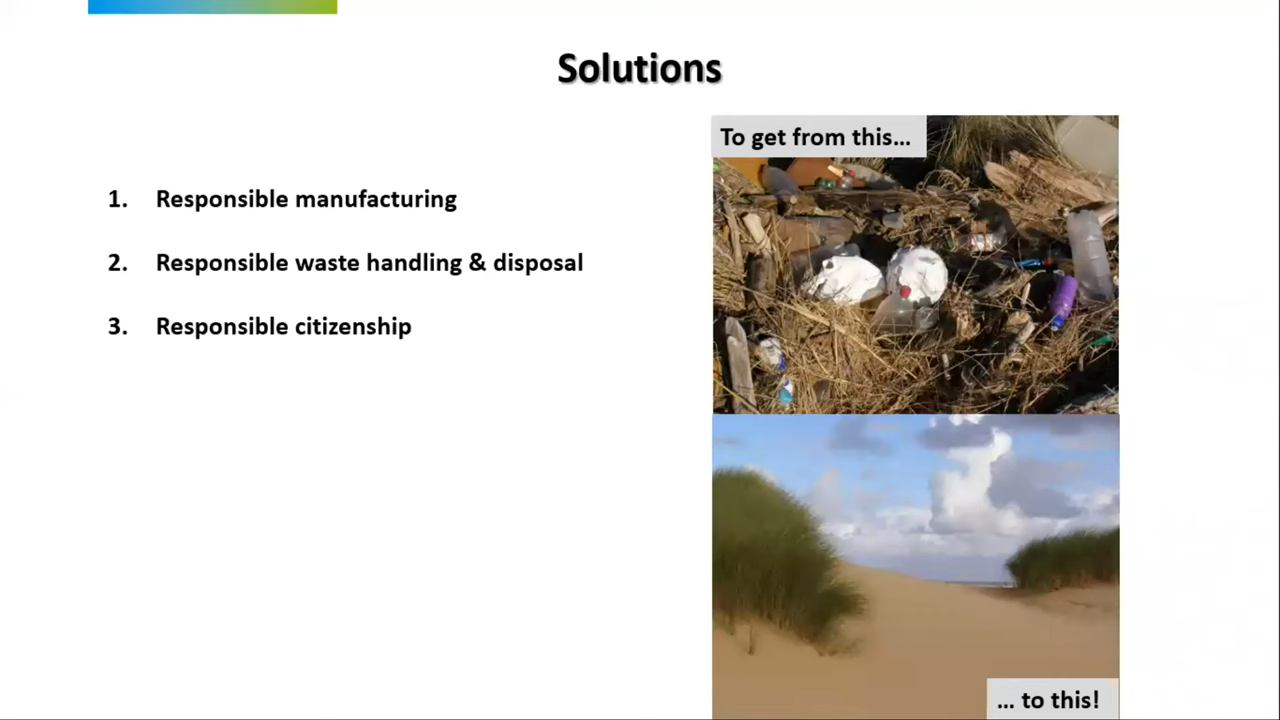 Solutions
1. Responsible manufacturing
2. Responsible waste handling & disposal
3. Responsible citizenship
To get from this...
... to this!